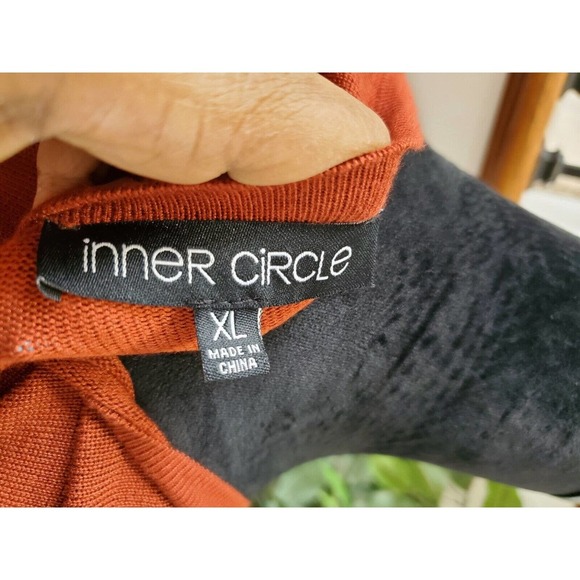 inner circle
XL
MADE IN
CHINA